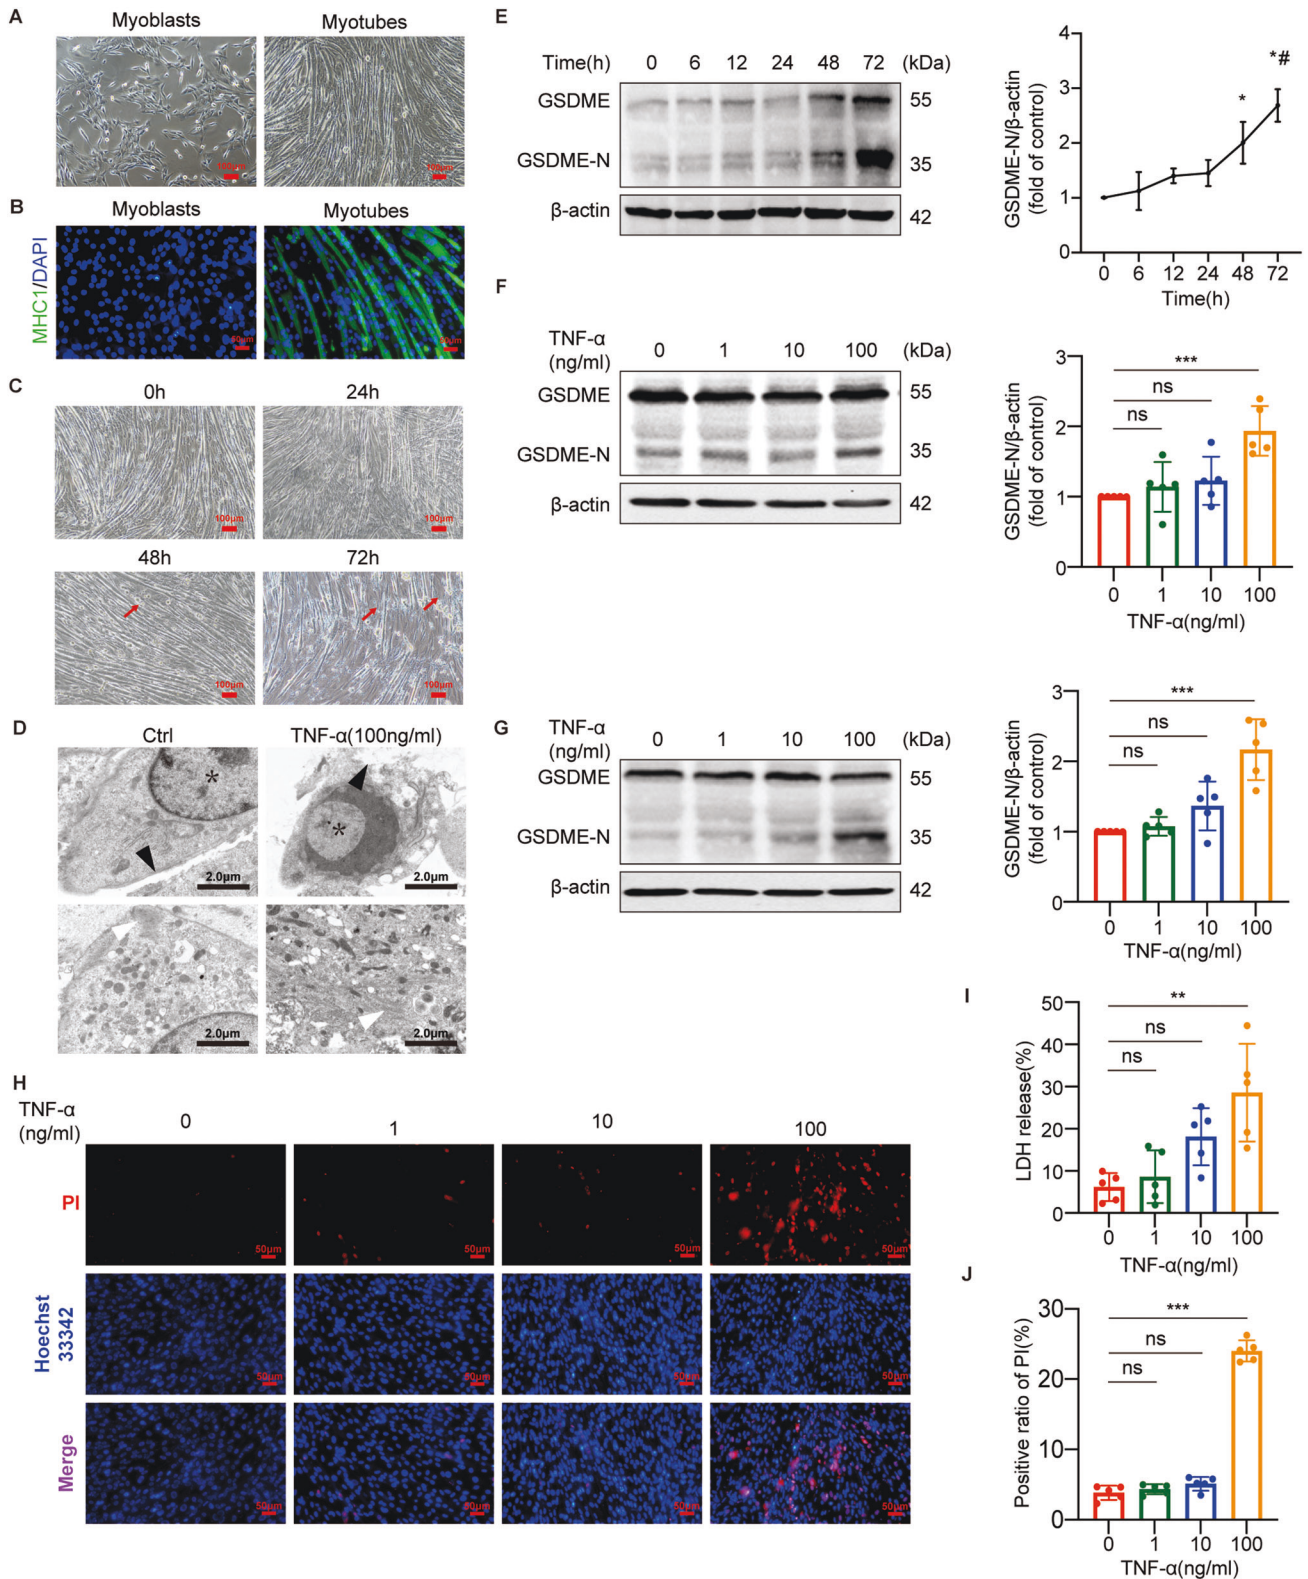 A
Myoblasts Myotubes
100μm 100μm
B
Myoblasts Myotubes
MHC1/DAPI
50μm 50μm
C
0h 24h
100μm 100μm
48h 72h
100μm 100μm
D
Ctrl TNF-α(100ng/ml)
* *
2.0μm 2.0μm
2.0μm 2.0μm
E
Time(h) 0 6 12 24 48 72 (kDa)
GSDME 55
GSDME-N 35
β-actin 42
GSDME-N/β-actin
(fold of control)
4
3
2
1
0
* *#
0 6 12 24 48 72
Time(h)
F
TNF-α
(ng/ml) 0 1 10 100 (kDa)
GSDME 55
GSDME-N 35
β-actin 42
GSDME-N/β-actin
(fold of control)
3
2
1
0
***
ns
ns
0 1 10 100
TNF-α(ng/ml)
G
TNF-α
(ng/ml) 0 1 10 100 (kDa)
GSDME 55
GSDME-N 35
β-actin 42
GSDME-N/β-actin
(fold of control)
3
2
1
0
***
ns
ns
0 1 10 100
TNF-α(ng/ml)
H
TNF-α
(ng/ml) 0 1 10 100
PI
50μm 50μm 50μm 50μm
Hoechst
33342
50μm 50μm 50μm 50μm
Merge
50μm 50μm 50μm 50μm
I
LDH release(%)
50
40
30
20
10
0
**
ns
ns
0 1 10 100
TNF-α(ng/ml)
J
Positive ratio of PI(%)
30
20
10
0
***
ns
ns
0 1 10 100
TNF-α(ng/ml)